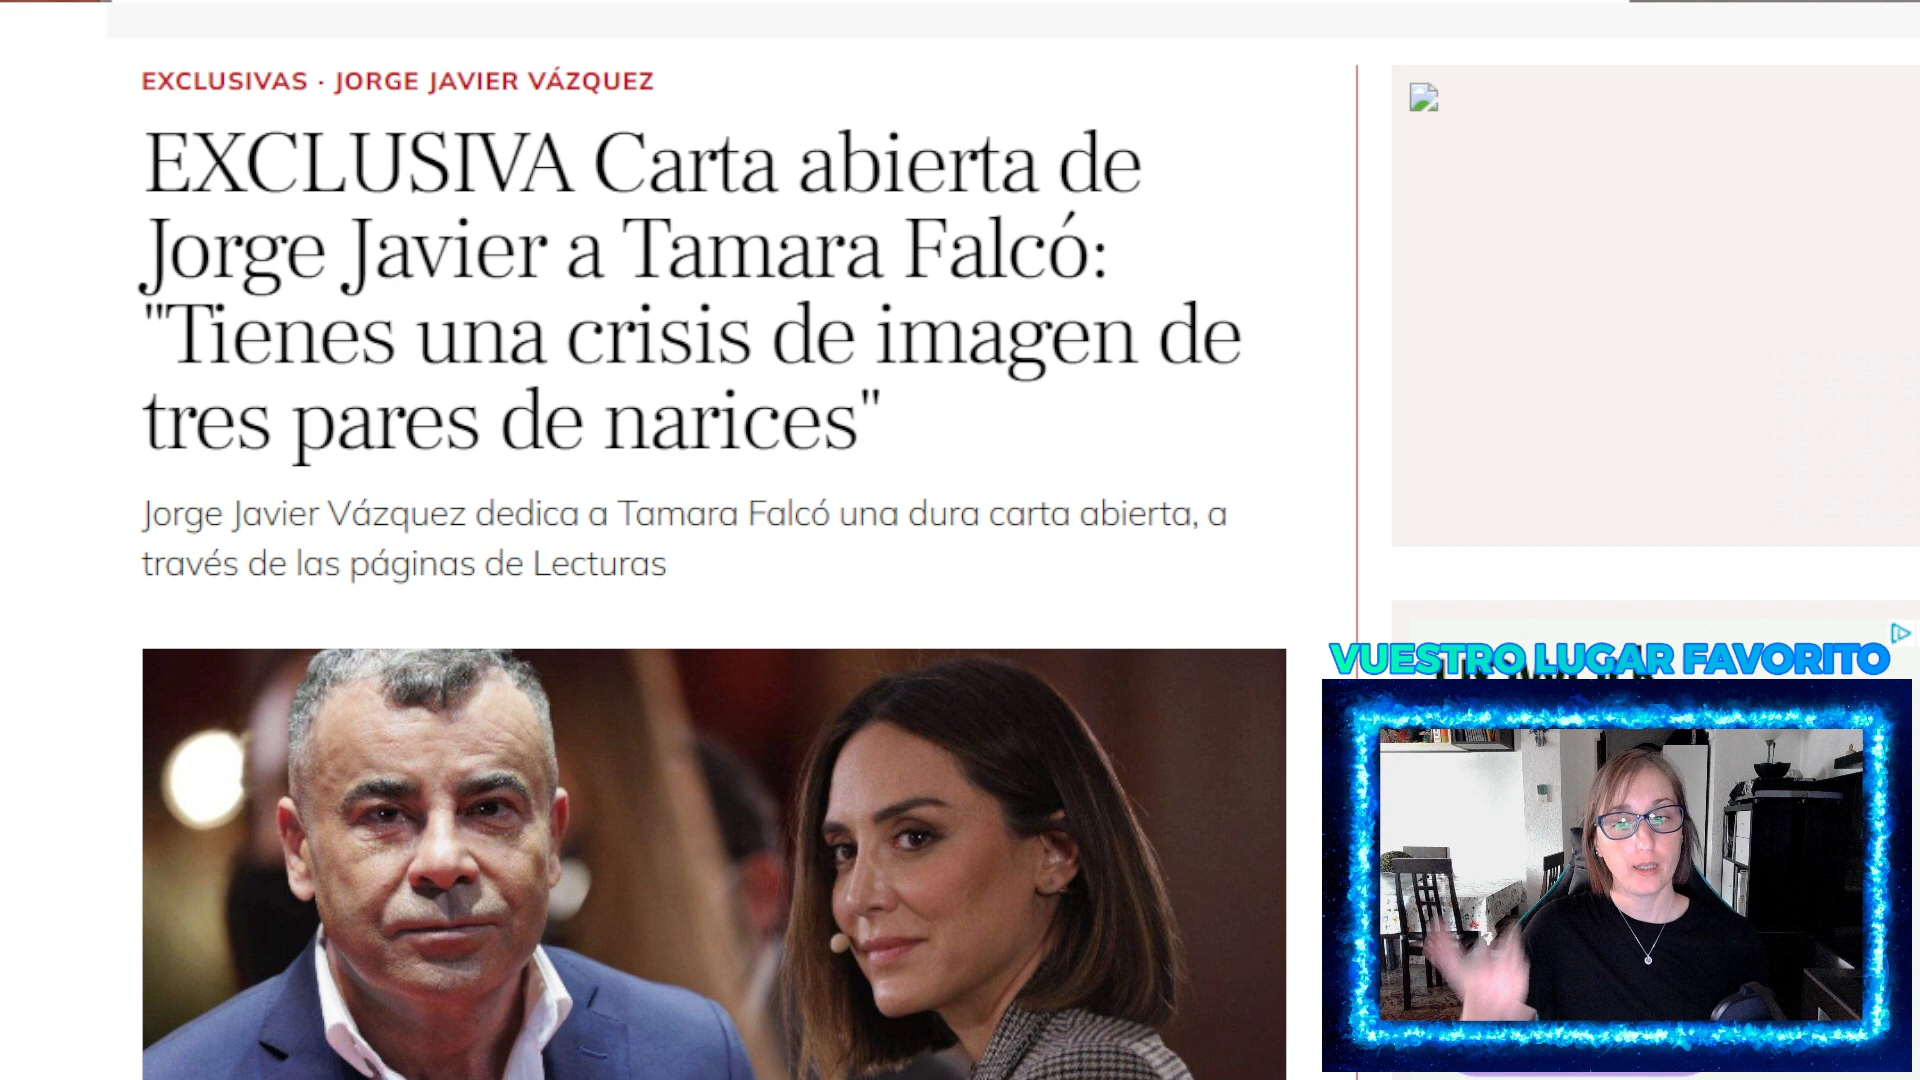 EXCLUSIVAS · JORGE JAVIER VÁZQUEZ
EXCLUSIVA Carta abierta de
Jorge Javier a Tamara Falcó:
"Tienes una crisis de imagen de
tres pares de narices"
Jorge Javier Vázquez dedica a Tamara Falcó una dura carta abierta, a
través de las páginas de Lecturas
VUESTRO LUGAR FAVORITO